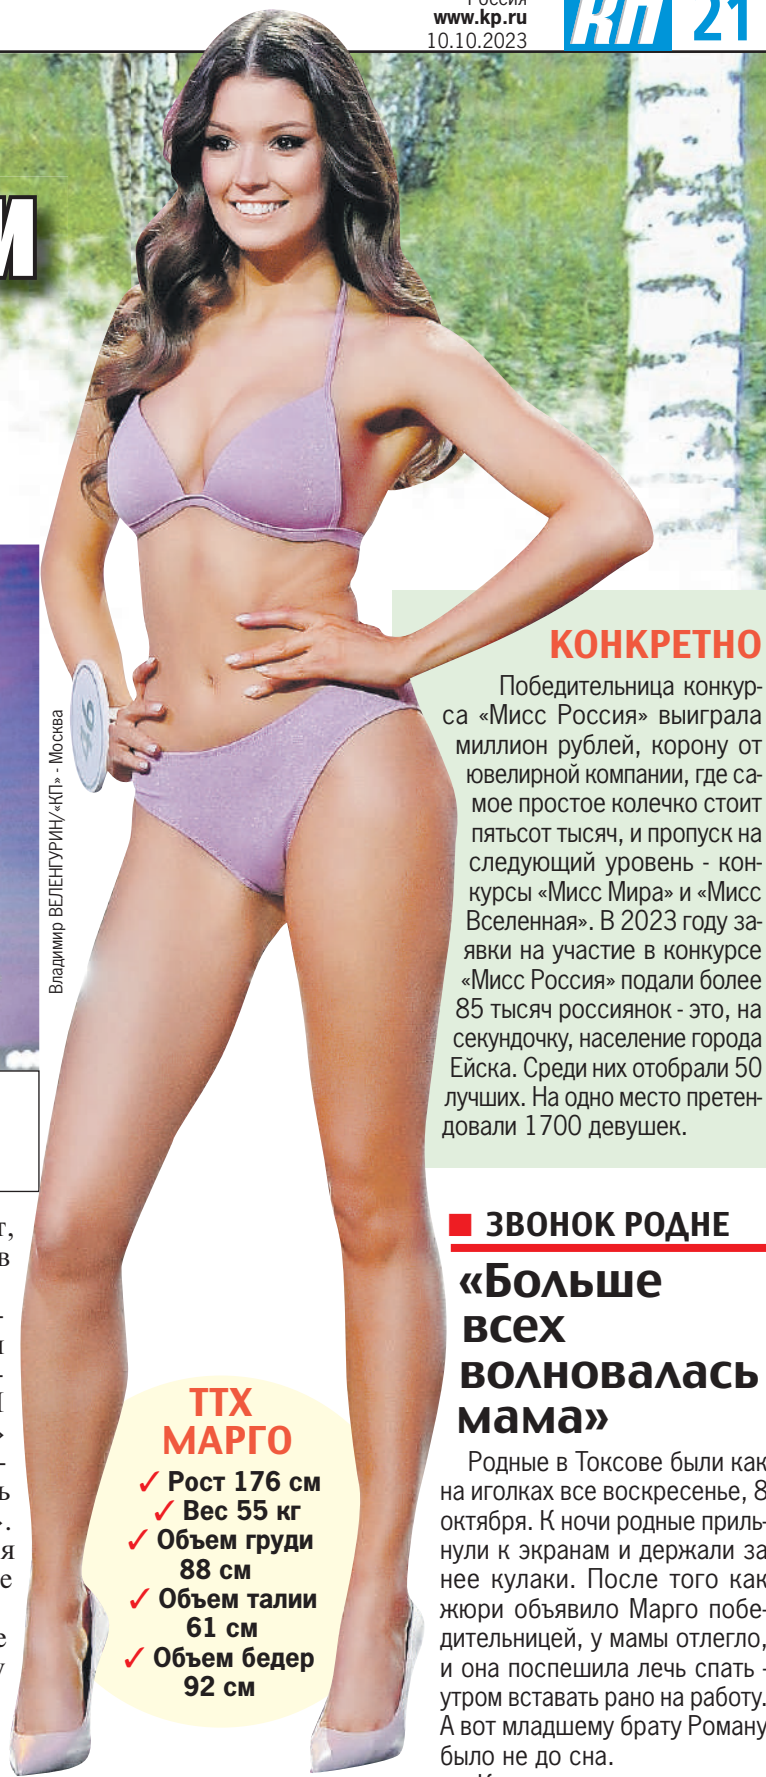 Россия
www.kp.ru
10.10.2023
КП 21
И
Владимир ВЕЛЕНГУРИН/«КП» - Москва
46
КОНКРЕТНО
Победительница конкур-
са «Мисс Россия» выиграла
миллион рублей, корону от
ювелирной компании, где са-
мое простое колечко стоит
пятьсот тысяч, и пропуск на
следующий уровень - кон-
курсы «Мисс Мира» и «Мисс
Вселенная». В 2023 году за-
явки на участие в конкурсе
«Мисс Россия» подали более
85 тысяч россиянок - это, на
секундочку, население города
Ейска. Среди них отобрали 50
лучших. На одно место претен-
довали 1700 девушек.
ТТХ
МАРГО
✓ Рост 176 см
✓ Вес 55 кг
✓ Объем груди
88 см
✓ Объем талии
61 см
✓ Объем бедер
92 см
■ ЗВОНОК РОДНЕ
«Больше
всех
волновалась
мама»
Родные в Токсове были как
на иголках все воскресенье, 8
октября. К ночи родные приль-
нули к экранам и держали за
нее кулаки. После того как
жюри объявило Марго побе-
дительницей, у мамы отлегло,
и она поспешила лечь спать -
утром вставать рано на работу.
А вот младшему брату Роману
было не до сна.